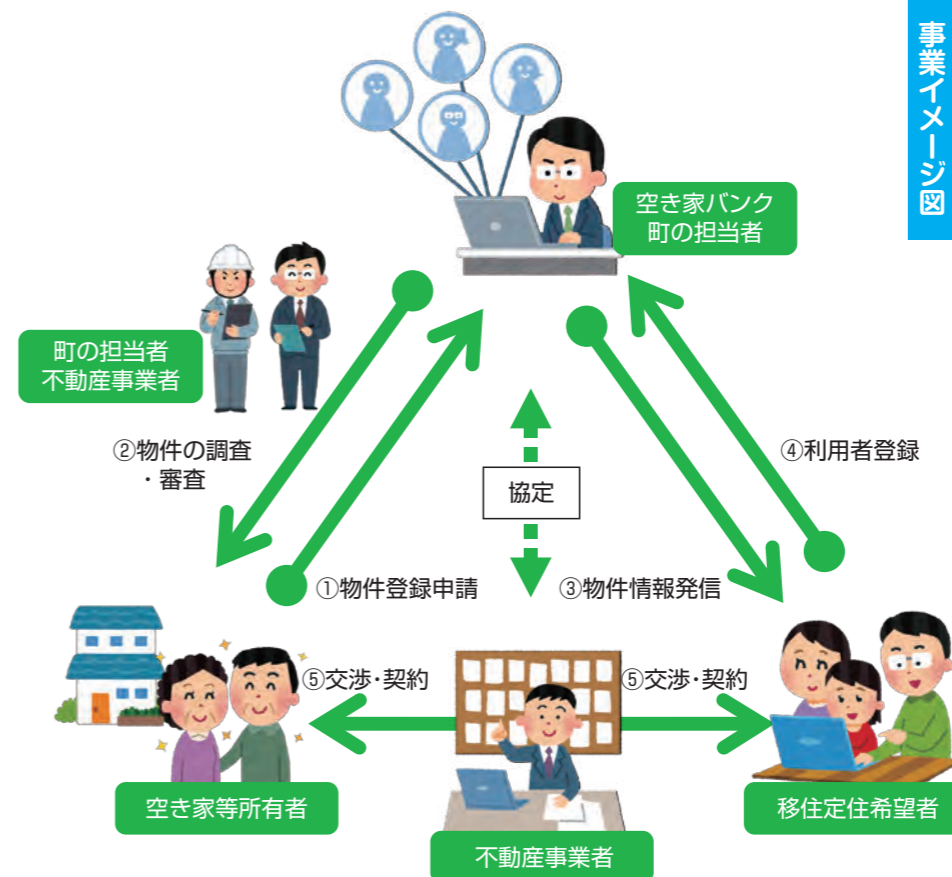 事業イメージ図
空き家バンク
町の担当者
町の担当者
不動産事業者
②物件の調査
・審査
④利用者登録
協定
①物件登録申請
③物件情報発信
⑤交渉・契約
⑤交渉・契約
空き家等所有者
移住定住希望者
不動産事業者